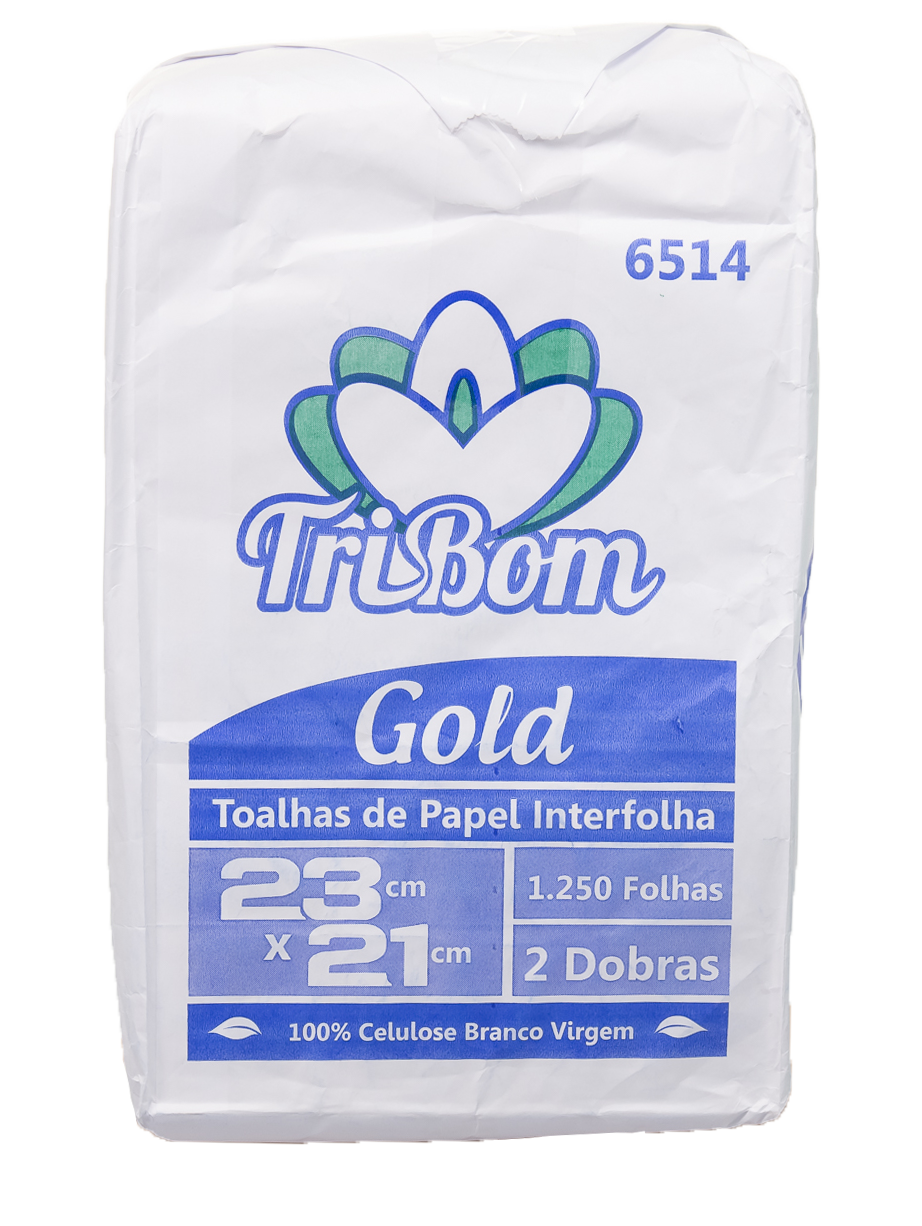 6514
TriBom
Gold
Toalhas de Papel Interfolha
23 cm
x 21 cm
1.250 Folhas
2 Dobras
100% Celulose Branco Virgem